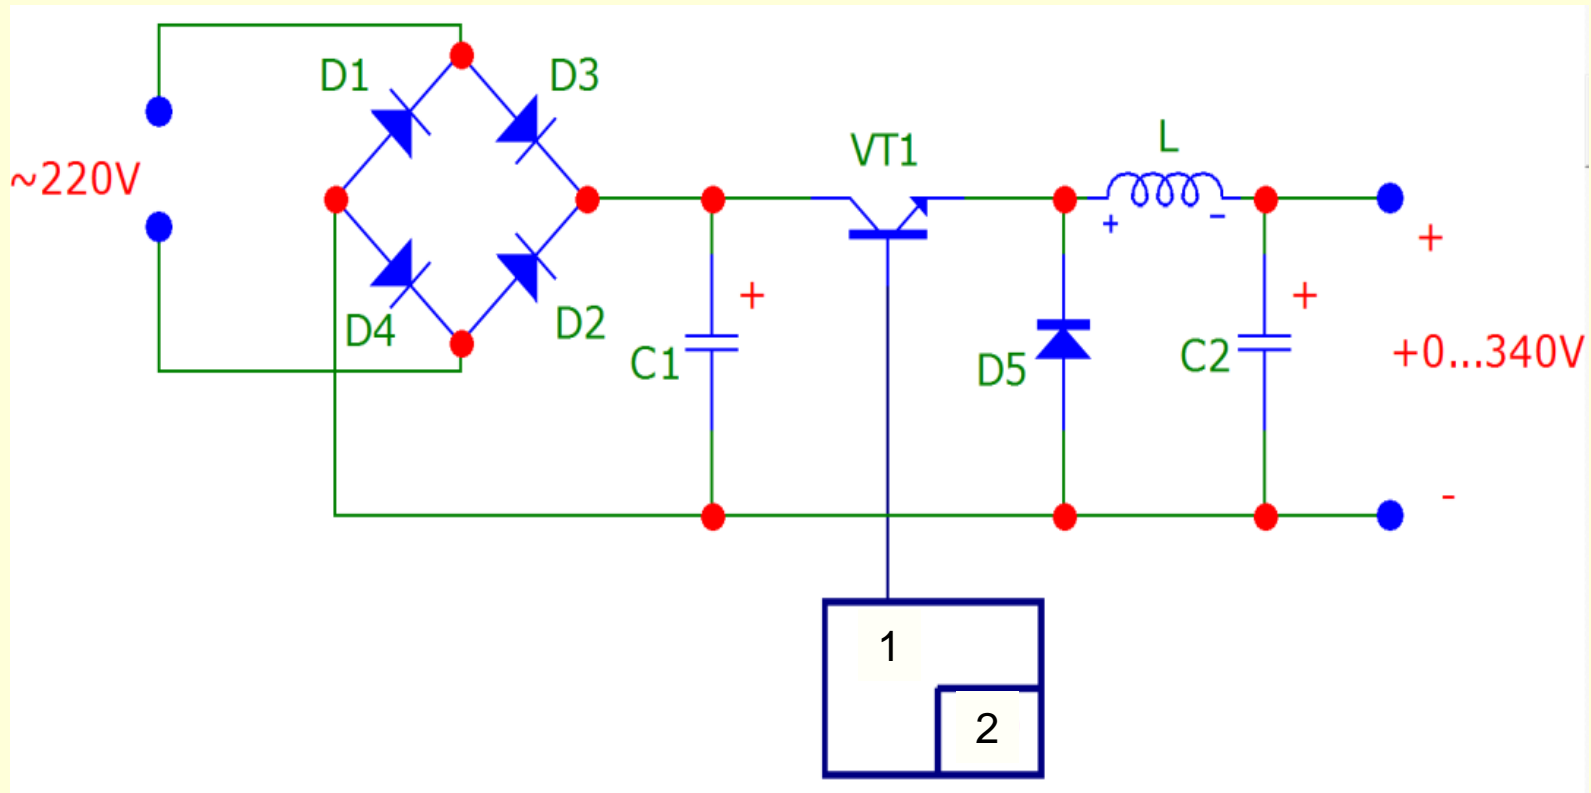 D1
D3
~220V
VT1
L
+
−
+
D4
D2
C1
+
D5
C2
+
+0...340V
-
1
2